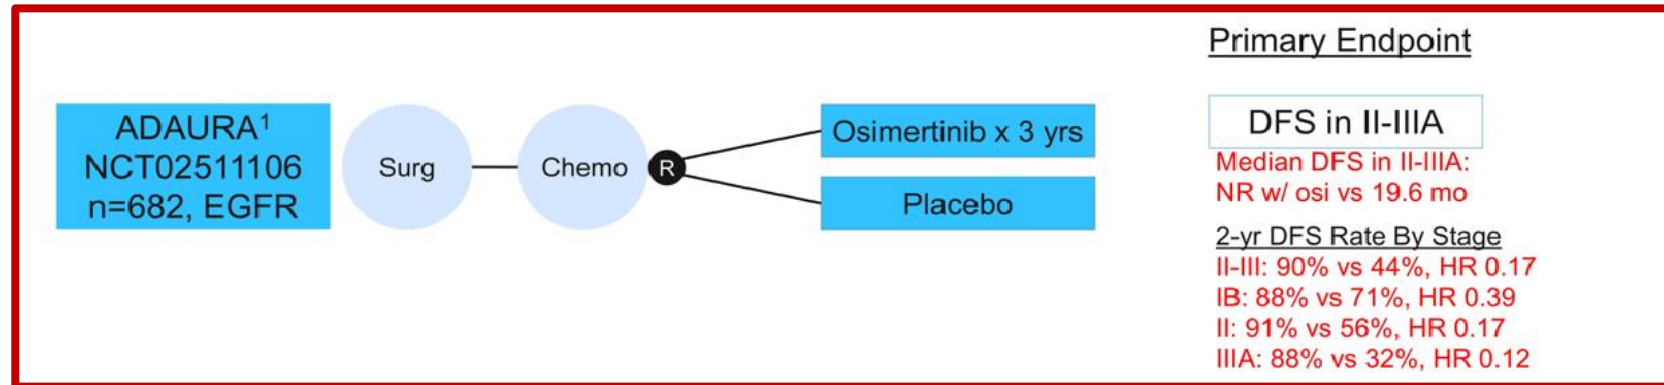 ADAURA¹
NCT02511106
n=682, EGFR
Surg
Chemo
R
Osimertinib x 3 yrs
Placebo
Primary Endpoint
DFS in II-IIIA
Median DFS in II-IIIA:
NR w/ osi vs 19.6 mo
2-yr DFS Rate By Stage
II-III: 90% vs 44%, HR 0.17
IB: 88% vs 71%, HR 0.39
II: 91% vs 56%, HR 0.17
IIIA: 88% vs 32%, HR 0.12